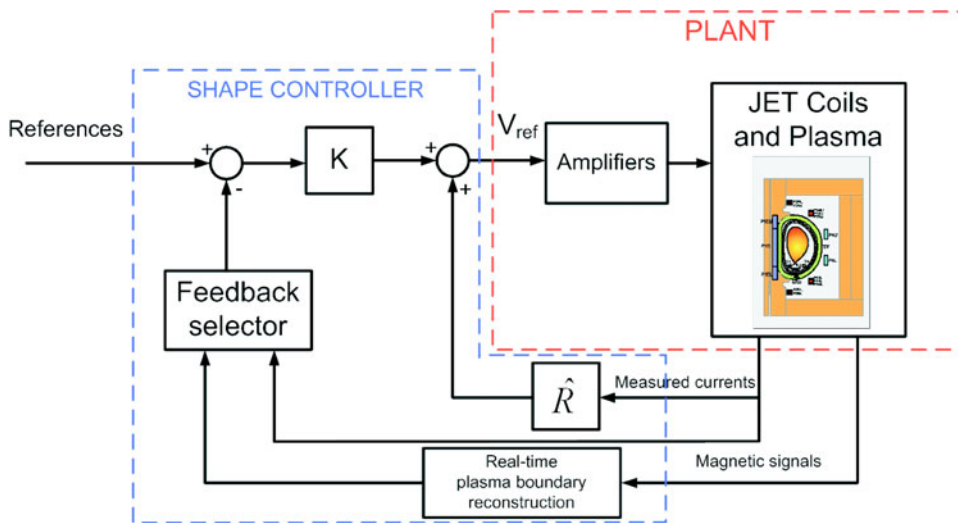 PLANT
SHAPE CONTROLLER
References
+
-
K
+
+
V ref
Amplifiers
JET Coils
and Plasma
Feedback
selector
R̂
Measured currents
Real-time
plasma boundary
reconstruction
Magnetic signals